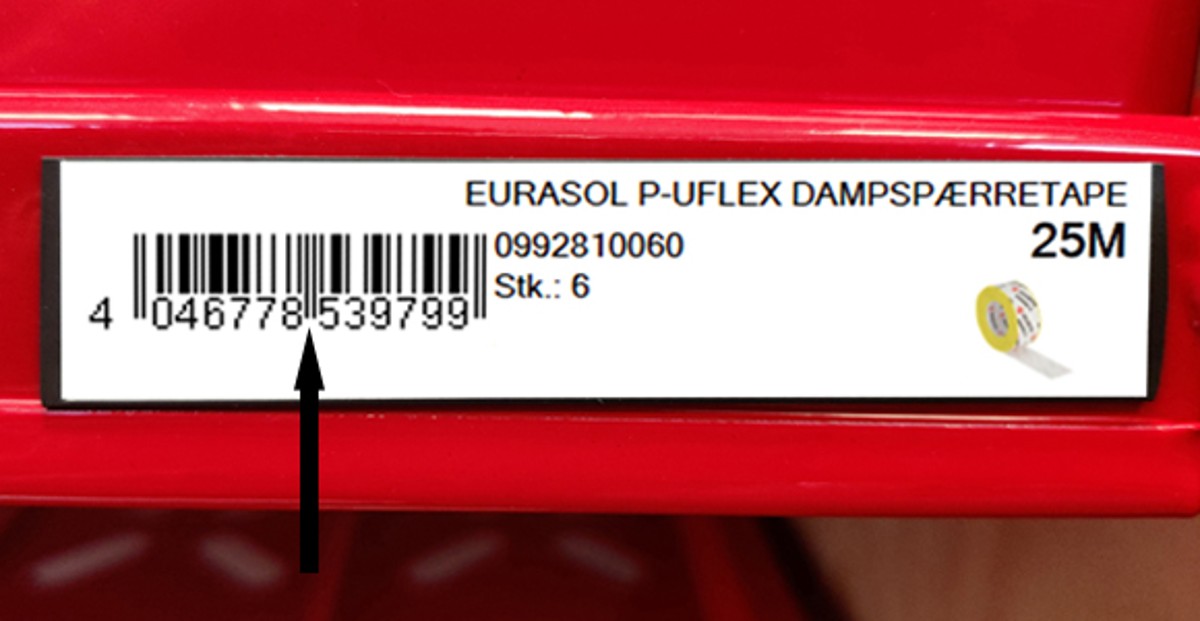 EURASOL P-UFLEX DAMPSPÆRRETAPE
25M
0992810060
Stk.: 6
4 046778 539799